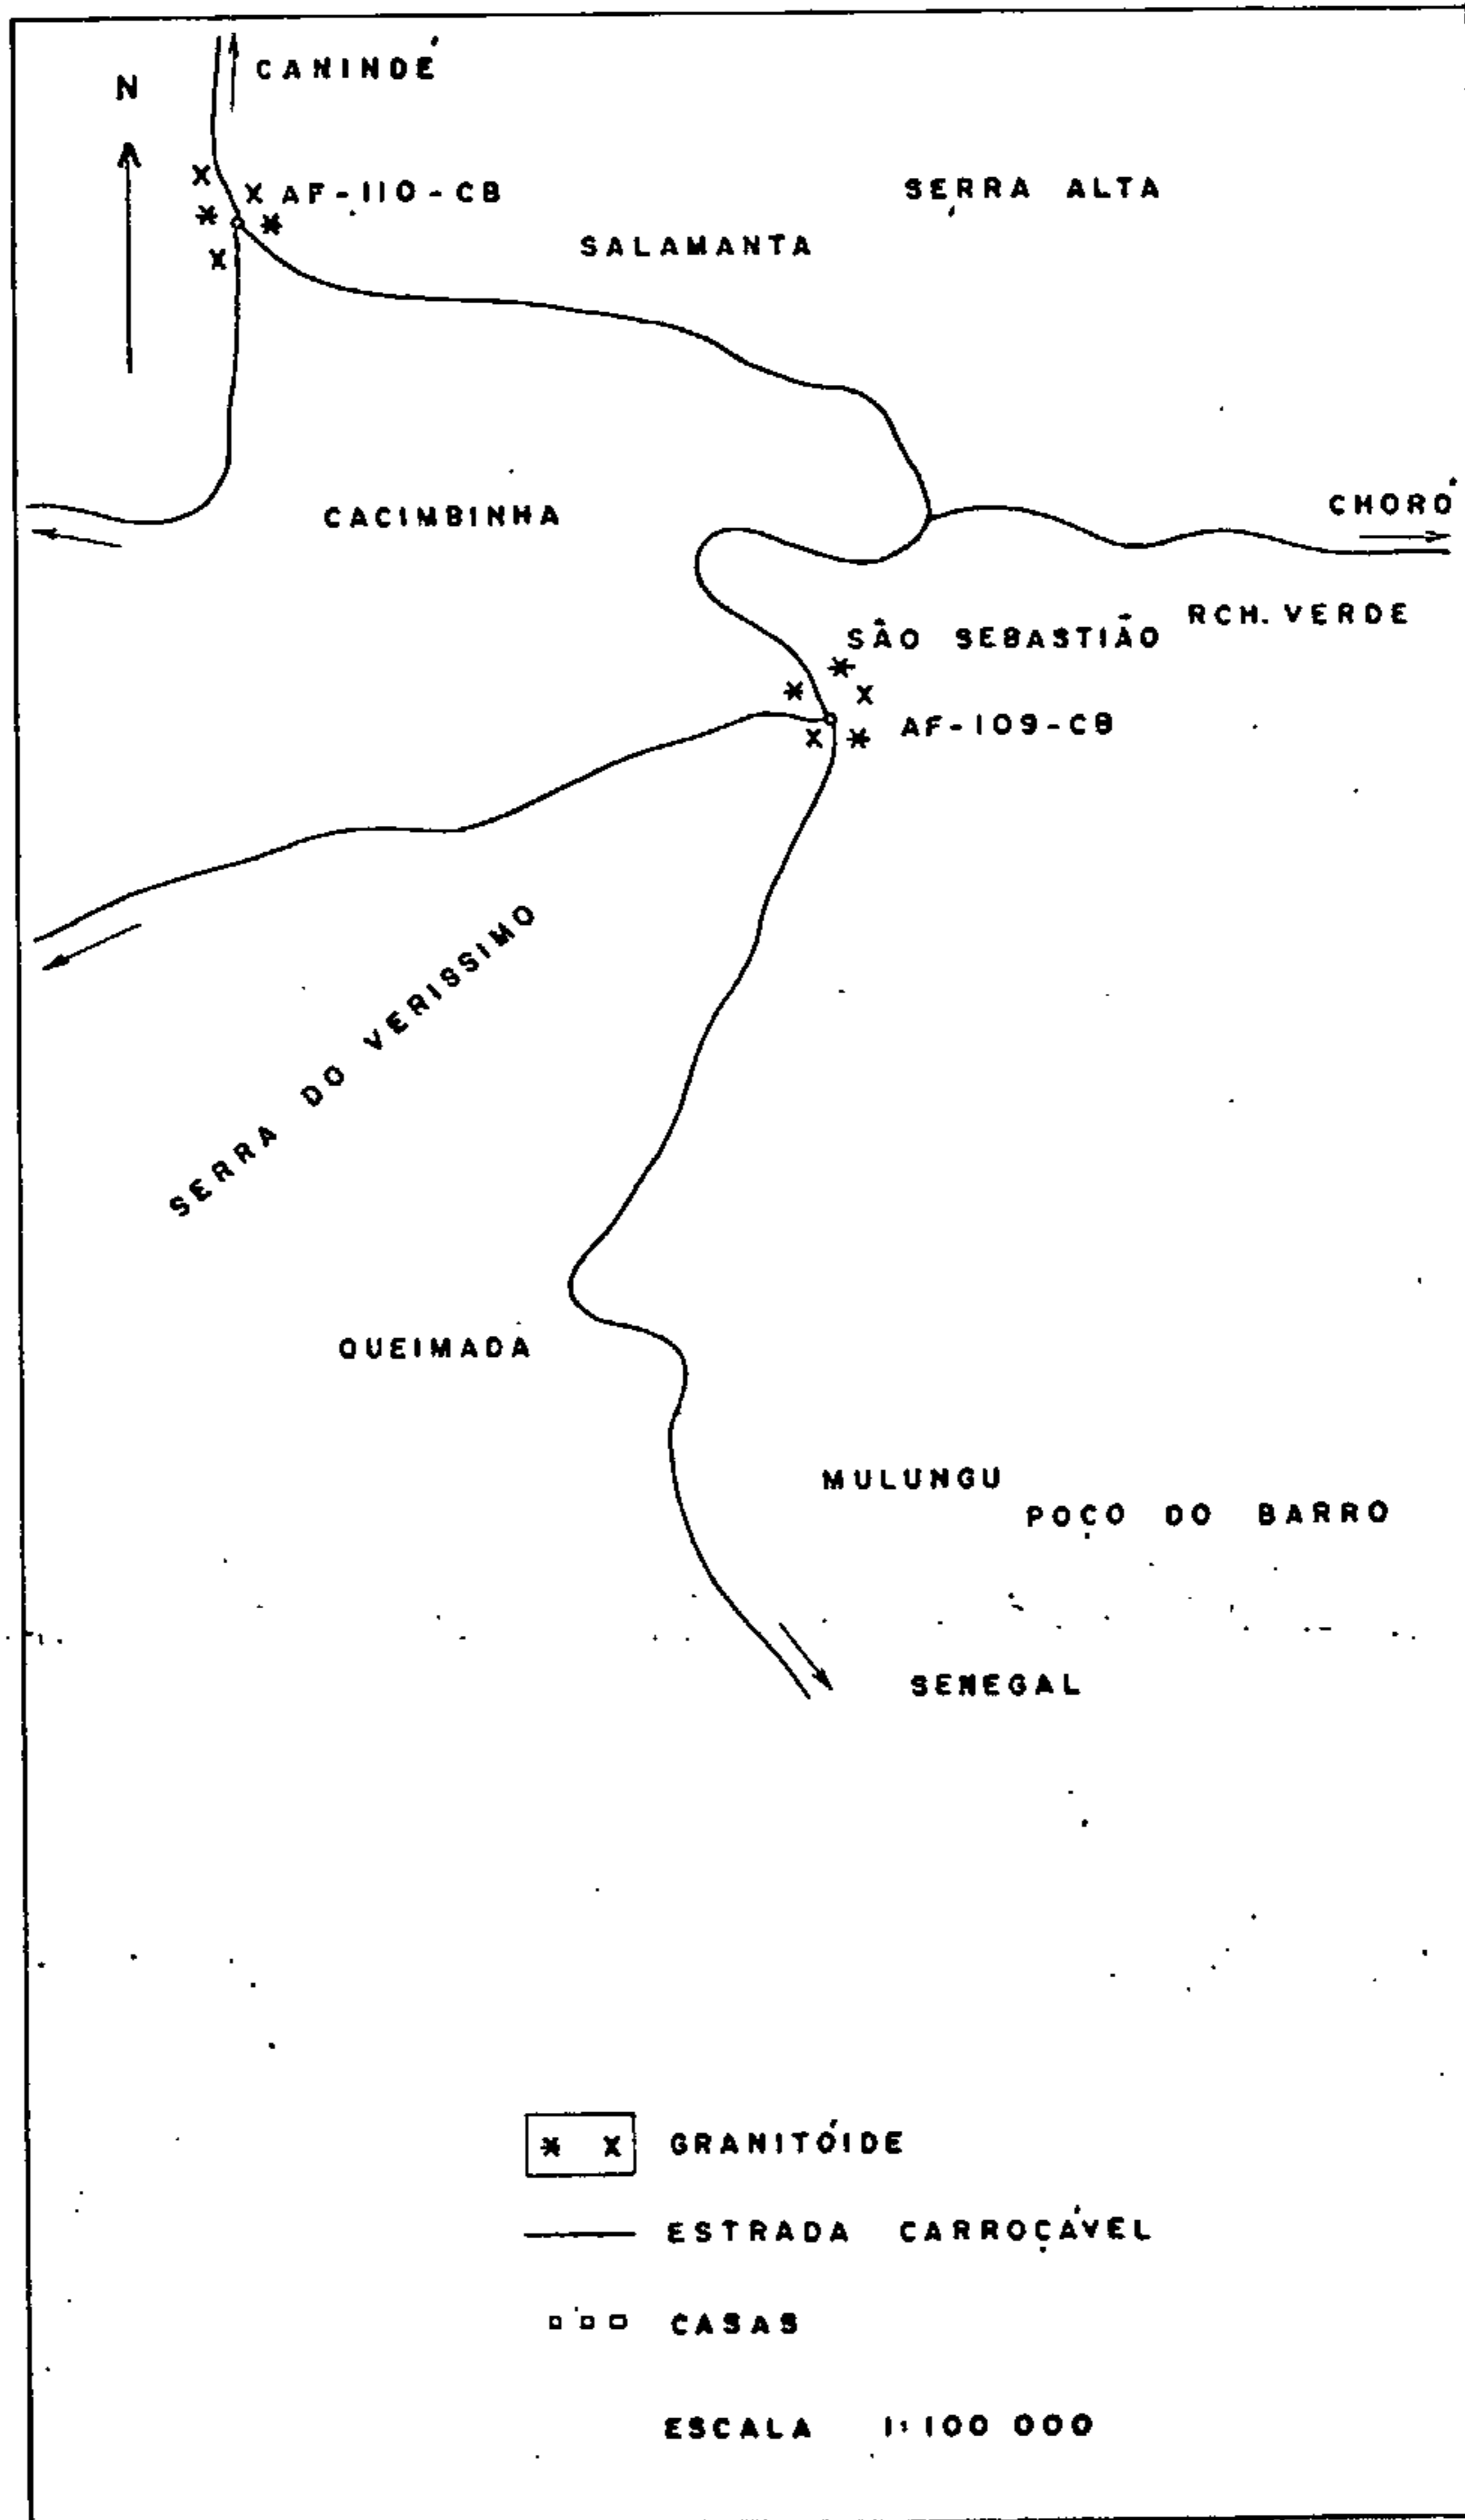 CANINDÉ
N
AF-110-CB
SERRA ALTA
SALAMANTA
CHORÓ
CACIMBINHA
RCH. VERDE
SÃO SEBASTIÃO
AF-109-CB
SERRA DO VERISSIMO
QUEIMADA
MULUNGU
POÇO DO BARRO
SENEGAL
* X GRANITÓIDE
ESTRADA CARROÇÁVEL
CASAS
ESCALA 1:100 000